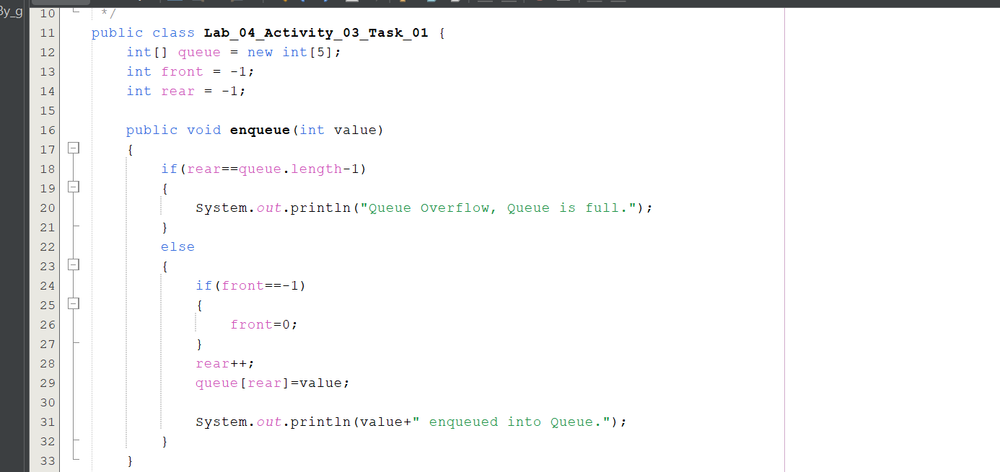 By_g
10 */
11 public class Lab_04_Activity_03_Task_01 {
12 int[] queue = new int[5];
13 int front = -1;
14 int rear = -1;
15
16 public void enqueue(int value)
17 {
18 if(rear==queue.length-1)
19 {
20 System.out.println("Queue Overflow, Queue is full.");
21 }
22 else
23 {
24 if(front==-1)
25 {
26 front=0;
27 }
28 rear++;
29 queue[rear]=value;
30
31 System.out.println(value+" enqueued into Queue.");
32 }
33 }